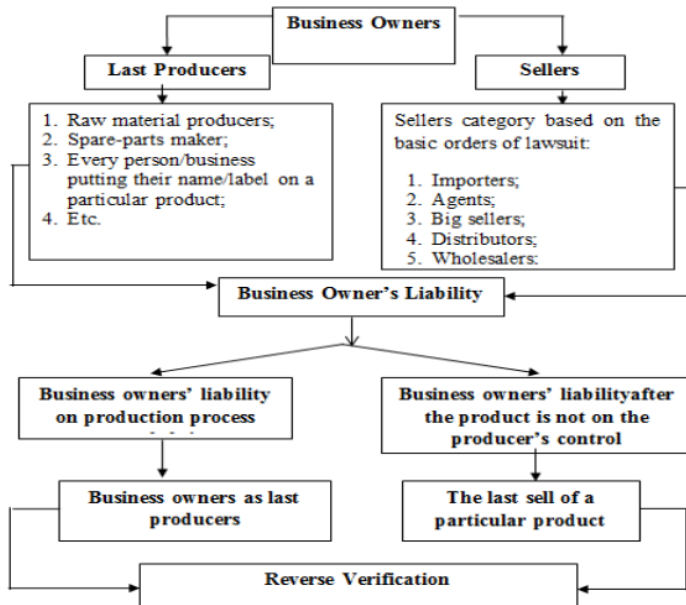 Business Owners
Last Producers
Sellers
1. Raw material producers;
2. Spare-parts maker;
3. Every person/business
putting their name/label on a
particular product;
4. Etc.
Sellers category based on the
basic orders of lawsuit:
1. Importers;
2. Agents;
3. Big sellers;
4. Distributors;
5. Wholesalers;
Business Owner's Liability
Business owners' liability
on production process
Business owners' liabilityafter
the product is not on the
producer's control
Business owners as last
producers
The last sell of a
particular product
Reverse Verification